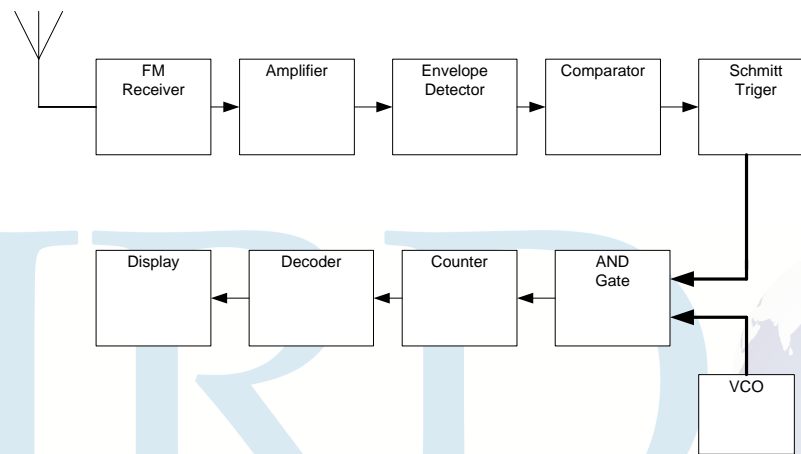 FM
Receiver
Amplifier
Envelope
Detector
Comparator
Schmitt
Triger
Display
Decoder
Counter
AND
Gate
VCO